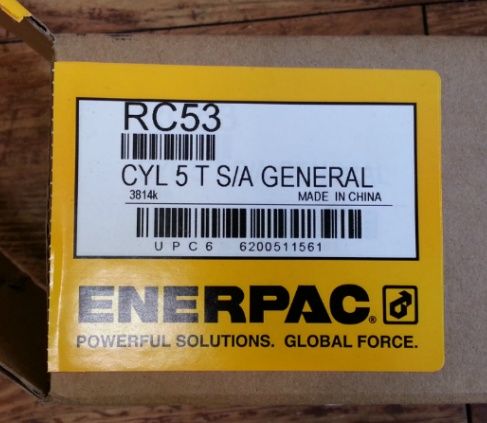 RC53
CYL 5 T S/A GENERAL
3814k MADE IN CHINA
UPC6 6200511561
ENERPAC®
POWERFUL SOLUTIONS. GLOBAL FORCE.